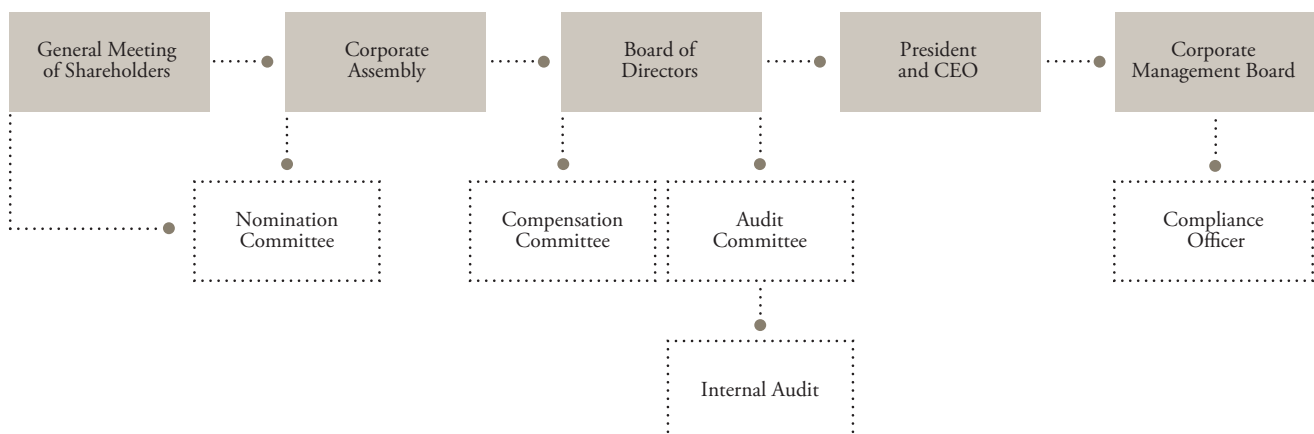 General Meeting
of Shareholders
Corporate
Assembly
Board of
Directors
President
and CEO
Corporate
Management Board
Nomination
Committee
Compensation
Committee
Audit
Committee
Compliance
Officer
Internal Audit